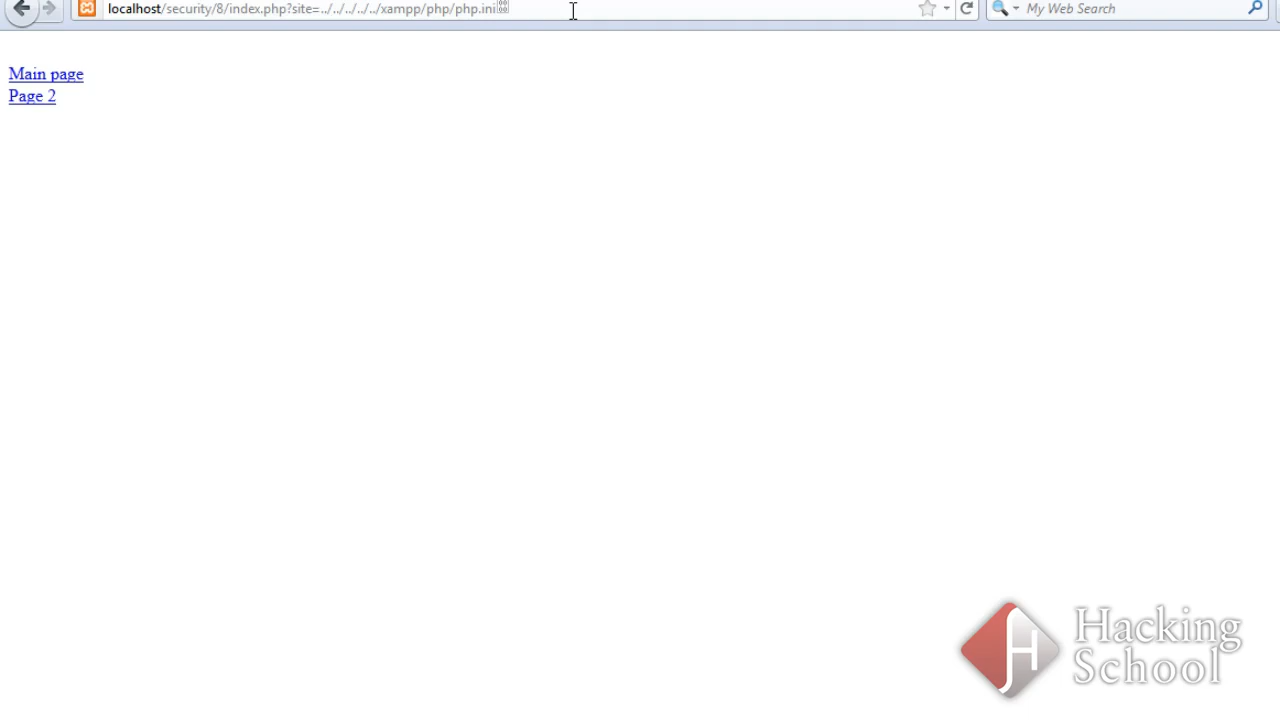 localhost/security/8/index.php?site=../../../../../xampp/php/php.ini
My Web Search
Main page
Page 2
Hacking
School